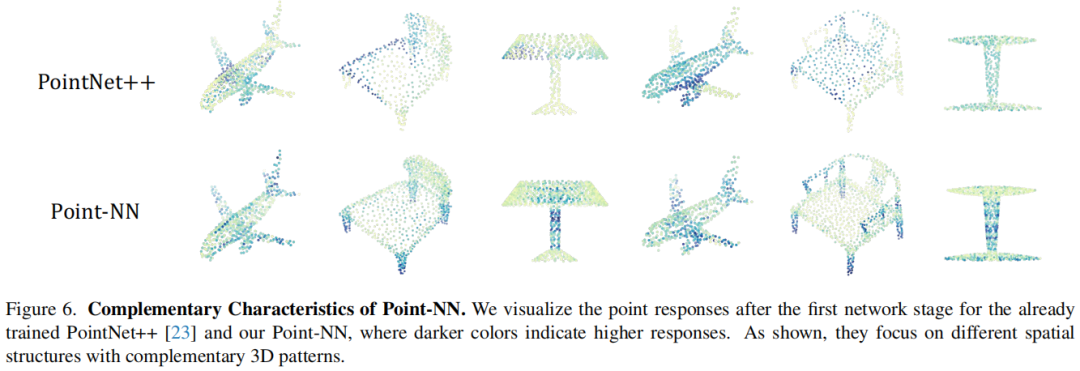 PointNet++
Point-NN
Figure 6. Complementary Characteristics of Point-NN. We visualize the point responses after the first network stage for the already
trained PointNet++ [23] and our Point-NN, where darker colors indicate higher responses. As shown, they focus on different spatial
structures with complementary 3D patterns.